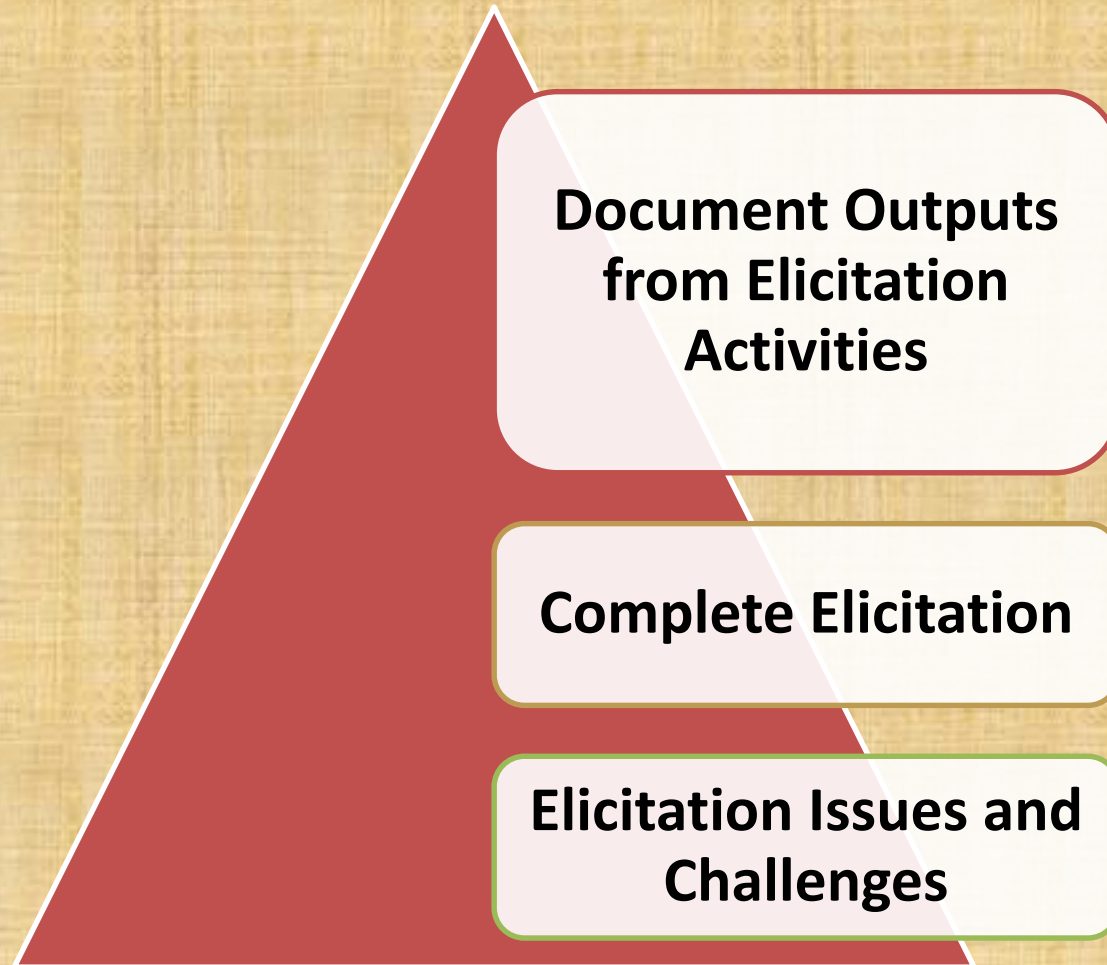 Document Outputs
from Elicitation
Activities
Complete Elicitation
Elicitation Issues and
Challenges